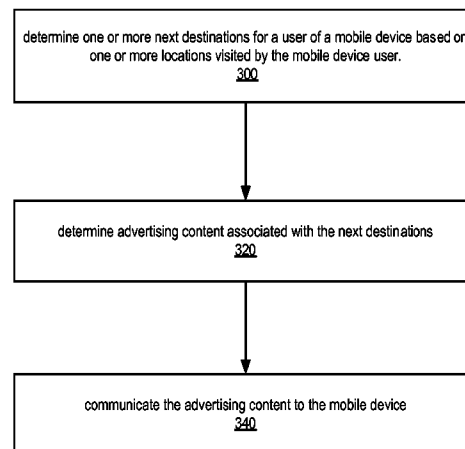 determine one or more next destinations for a user of a mobile device based on
one or more locations visited by the mobile device user.
300
determine advertising content associated with the next destinations
320
communicate the advertising content to the mobile device
340